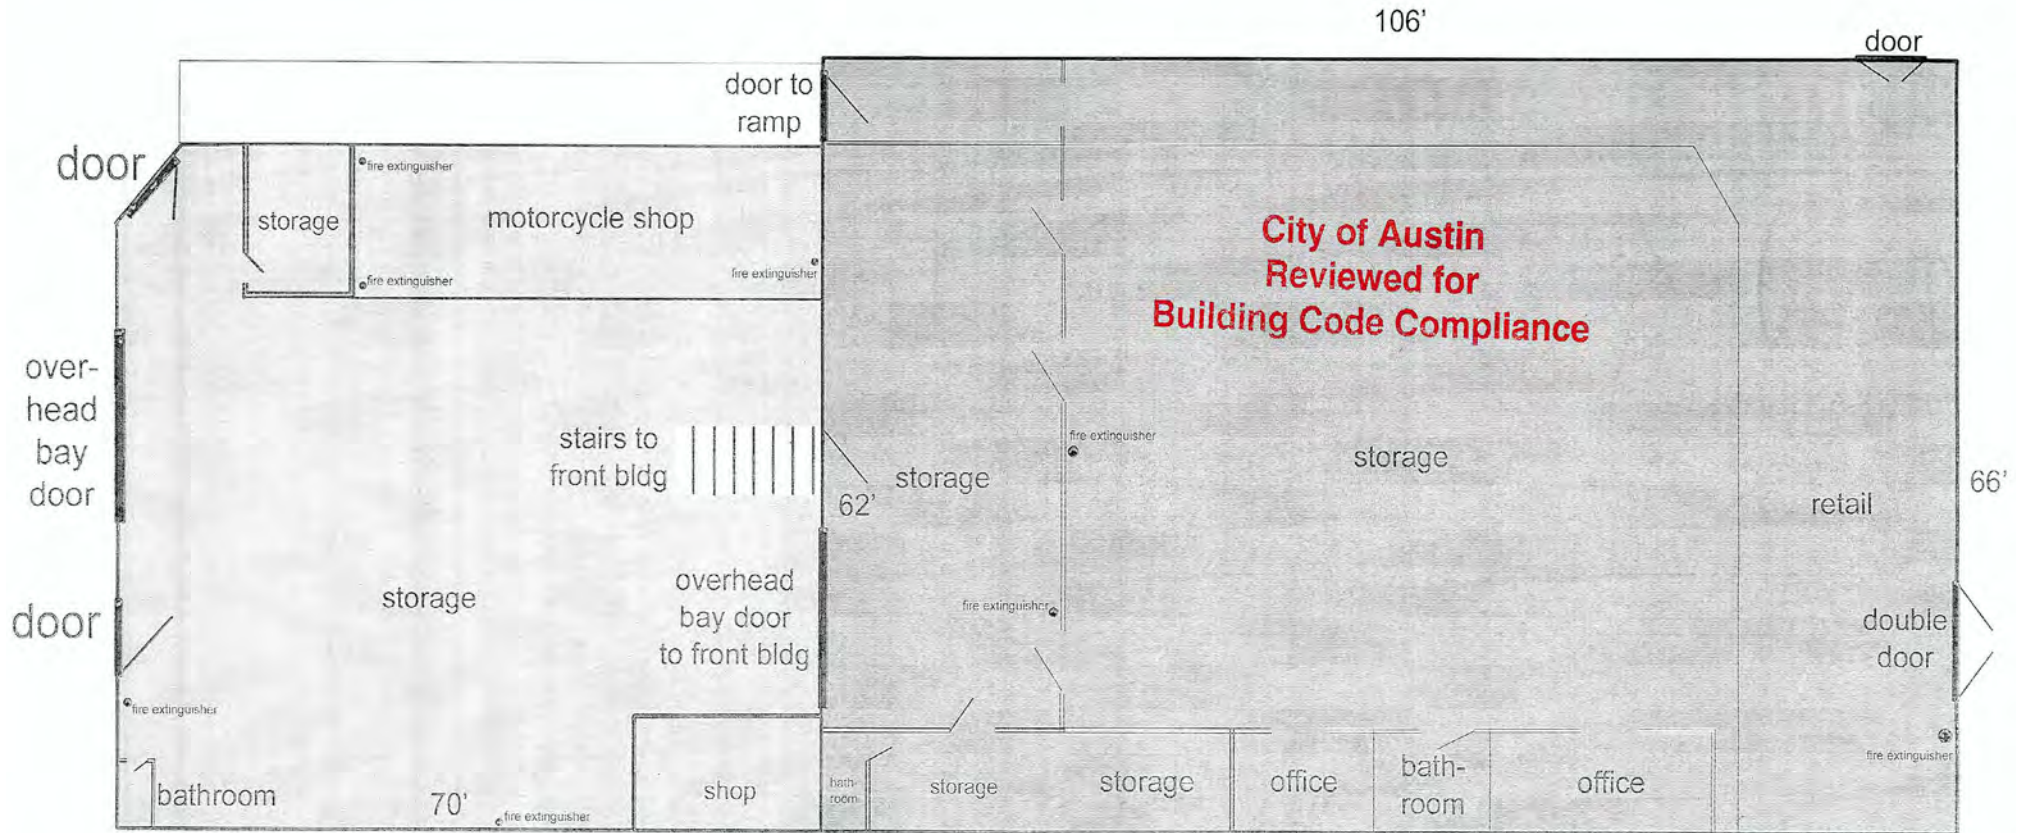 106'
door
door to
ramp
door
fire extinguisher
storage
motorcycle shop
fire extinguisher
fire extinguisher
City of Austin
Reviewed for
Building Code Compliance
over-
head
bay
door
stairs to
front bldg
fire extinguisher
storage
storage
62'
66'
retail
storage
overhead
bay door
to front bldg
fire extinguisher
door
double
door
fire extinguisher
fire extinguisher
bathroom
70'
fire extinguisher
shop
bath-
room
storage
storage
office
bath-
room
office